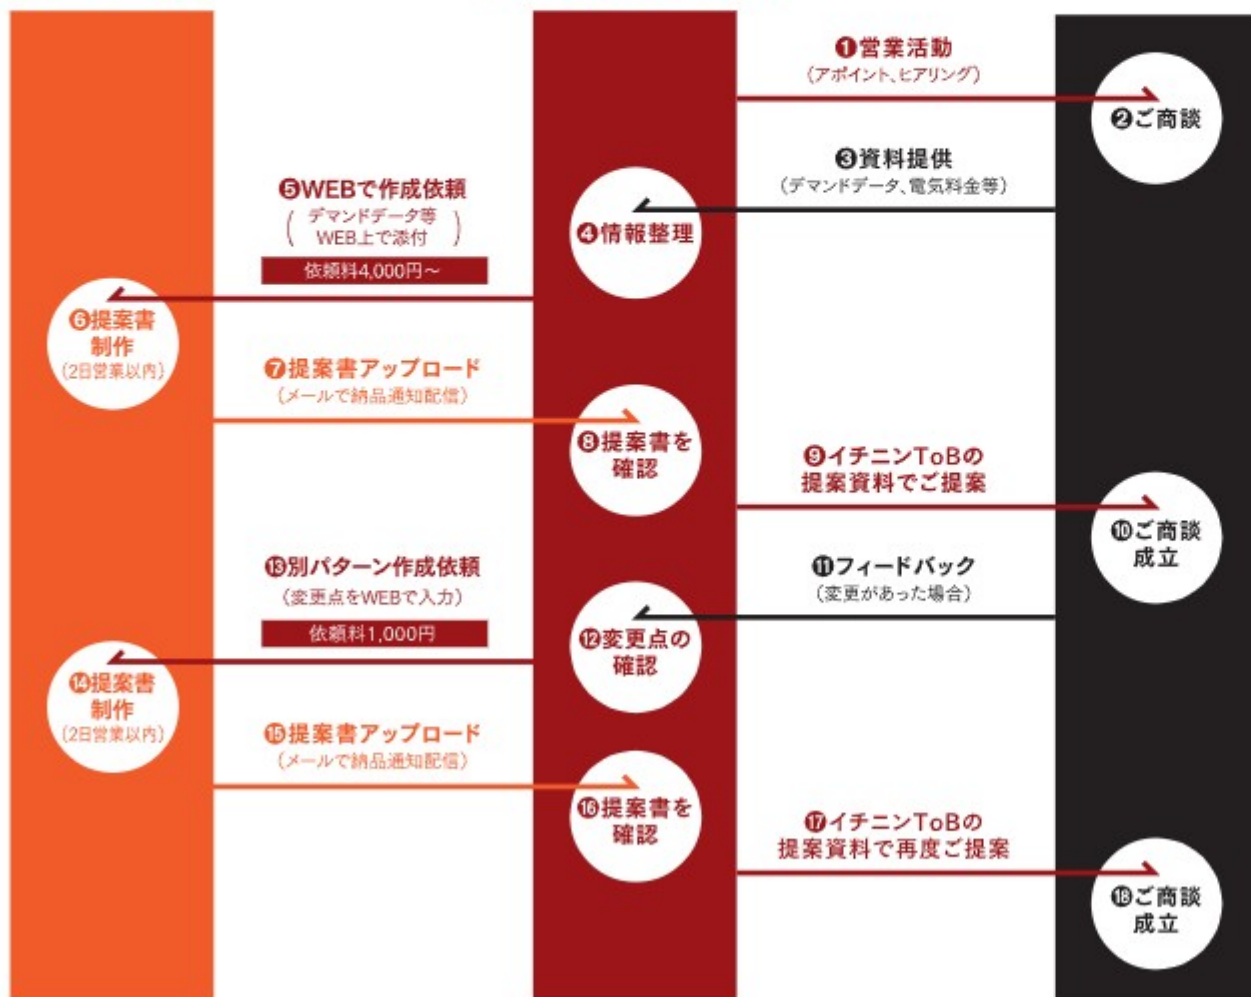 ❶営業活動
（アポイント、ヒアリング）
❷ご商談
❸資料提供
（デマンドデータ、電気料金等）
❹情報整理
❺WEBで作成依頼
（デマンドデータ等
WEB上で添付）
依頼料4,000円～
❻提案書
制作
（2日営業以内）
❼提案書アップロード
（メールで納品通知配信）
❽提案書を
確認
❾イチニンToBの
提案資料でご提案
❿ご商談
成立
⓫フィードバック
（変更があった場合）
⓬変更点の
確認
⓭別パターン作成依頼
（変更点をWEBで入力）
依頼料1,000円
⓮提案書
制作
（2日営業以内）
⓯提案書アップロード
（メールで納品通知配信）
⓰提案書を
確認
⓱イチニンToBの
提案資料で再度ご提案
⓲ご商談
成立